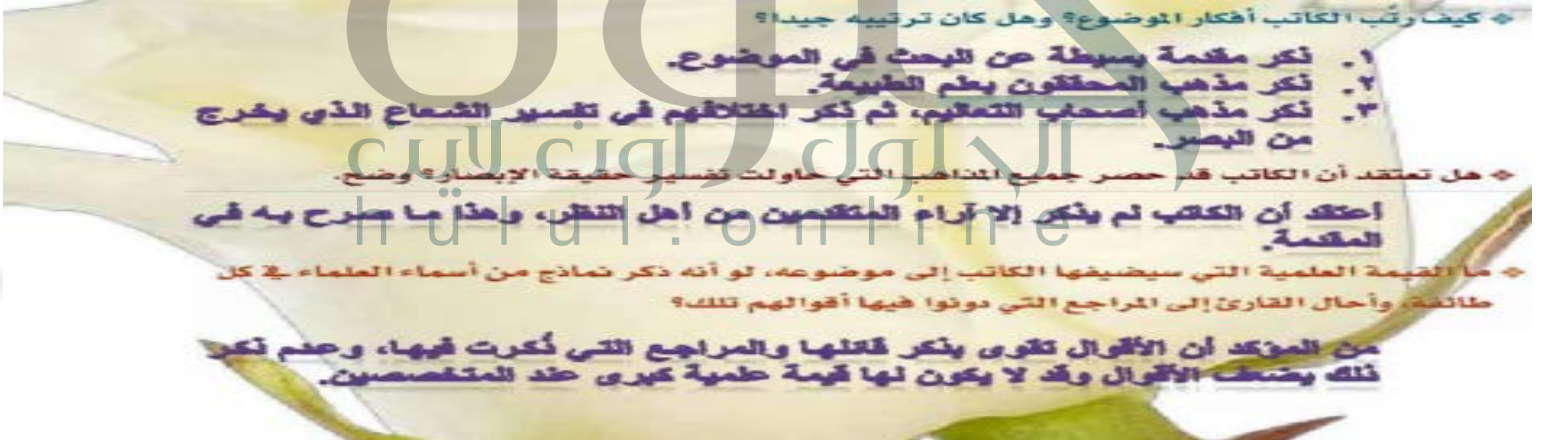 كيف رتَّب الكاتب أفكار الموضوع؟ وهل كان ترتيبه جيدا؟
١. ذكر مقدمة بسيطة عن البحث في الموضوع.
٢. ذكر مذهب المحققون بعلم الطبيعة.
٣. ذكر مذهب أصحاب التعاليم، ثم ذكر اختلافهم في تفسير الشعاع الذي يخرج
من البصر.
هل تعتقد أن الكاتب قد حصر جميع المذاهب التي حاولت تفسير حقيقة الإبصار؟ وضح.
أعتقد أن الكاتب لم يذكر إلا آراء المتقدمين من أهل النظر، وهذا ما صرح به في
المقدمة.
ما القيمة العلمية التي سيضيفها الكاتب إلى موضوعه، لو أنه ذكر نماذج من أسماء العلماء في كل
طائفة، وأحال القارئ إلى المراجع التي دونوا فيها أقوالهم تلك؟
من المؤكد أن الأقوال تقوى بذكر قائلها والمراجع التي ذُكرت فيها، وعدم ذكر
ذلك يضعف الأقوال وقد لا يكون لها قيمة علمية كبرى عند المتخصصين.
الحلول اون لاين
hulul.online